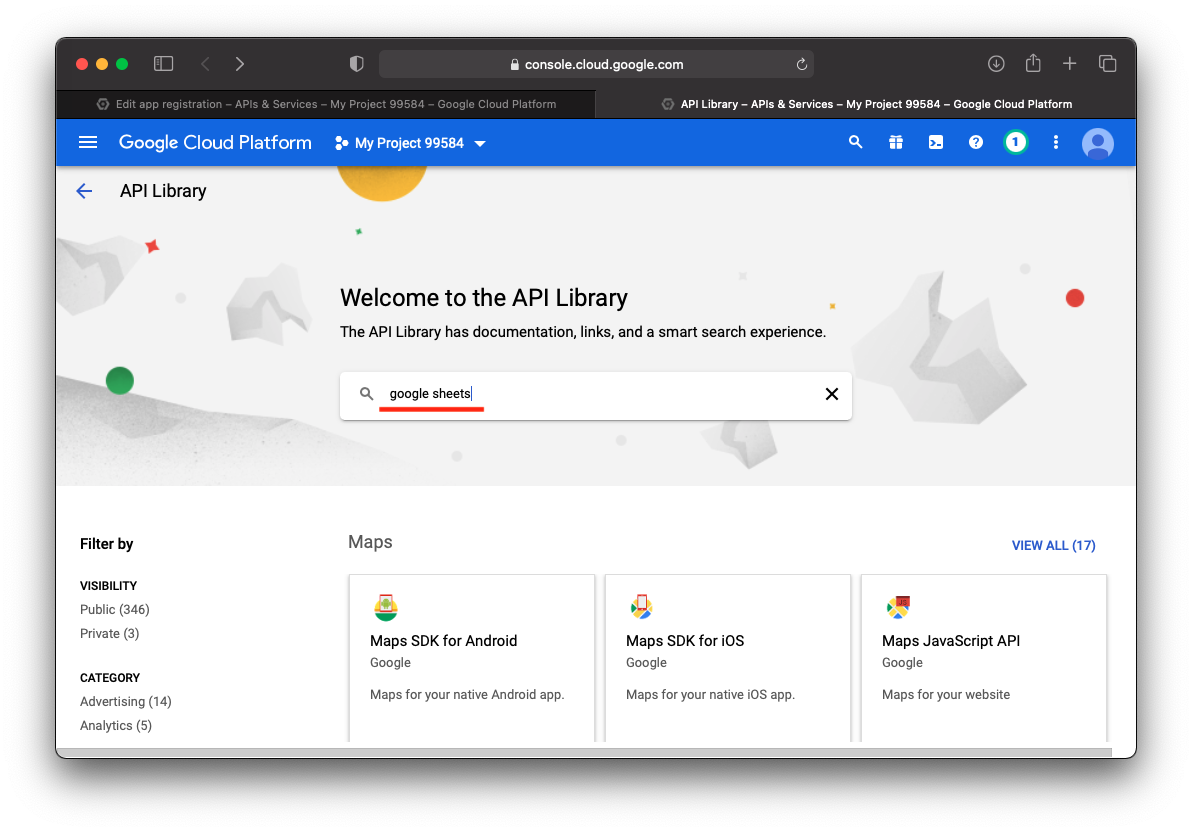 console.cloud.google.com
Edit app registration – APIs & Services – My Project 99584 – Google Cloud Platform
API Library – APIs & Services – My Project 99584 – Google Cloud Platform
Google Cloud Platform
My Project 99584
1
API Library
Welcome to the API Library
The API Library has documentation, links, and a smart search experience.
google sheets
Filter by
VISIBILITY
Public (346)
Private (3)
CATEGORY
Advertising (14)
Analytics (5)
Maps
VIEW ALL (17)
Maps SDK for Android
Google
Maps for your native Android app.
Maps SDK for iOS
Google
Maps for your native iOS app.
JS
Maps JavaScript API
Google
Maps for your website